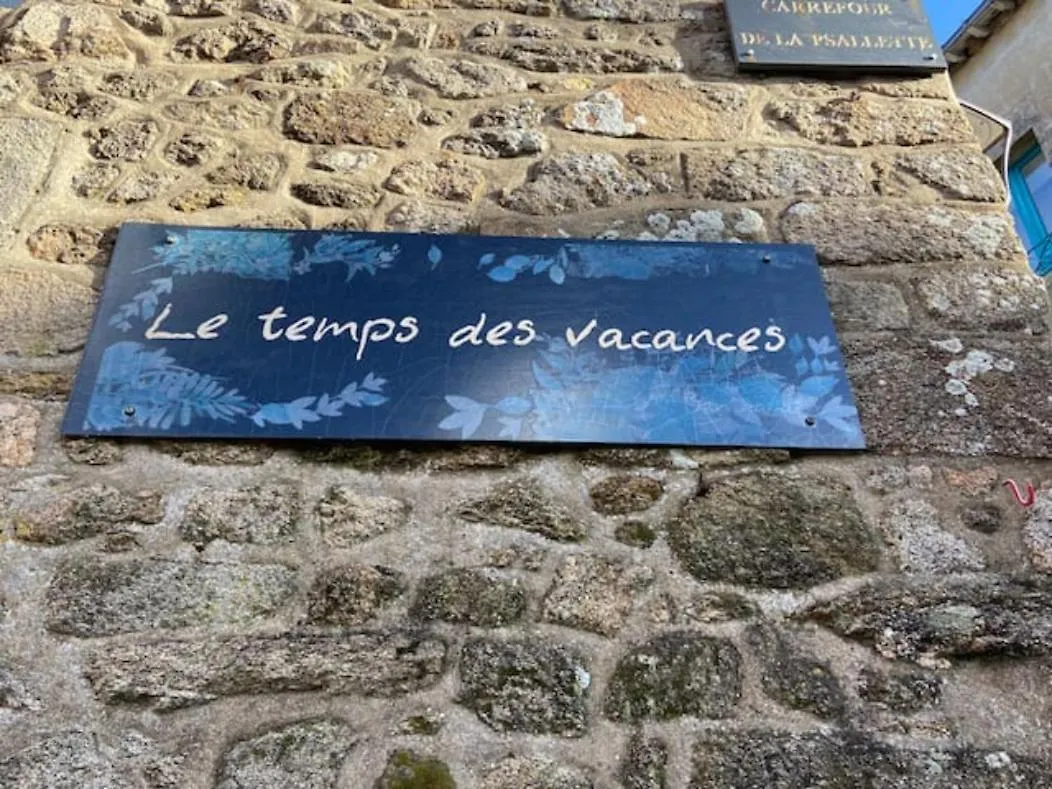 CARREFOUR
DE LA PSALLETTE
Le temps des vacances